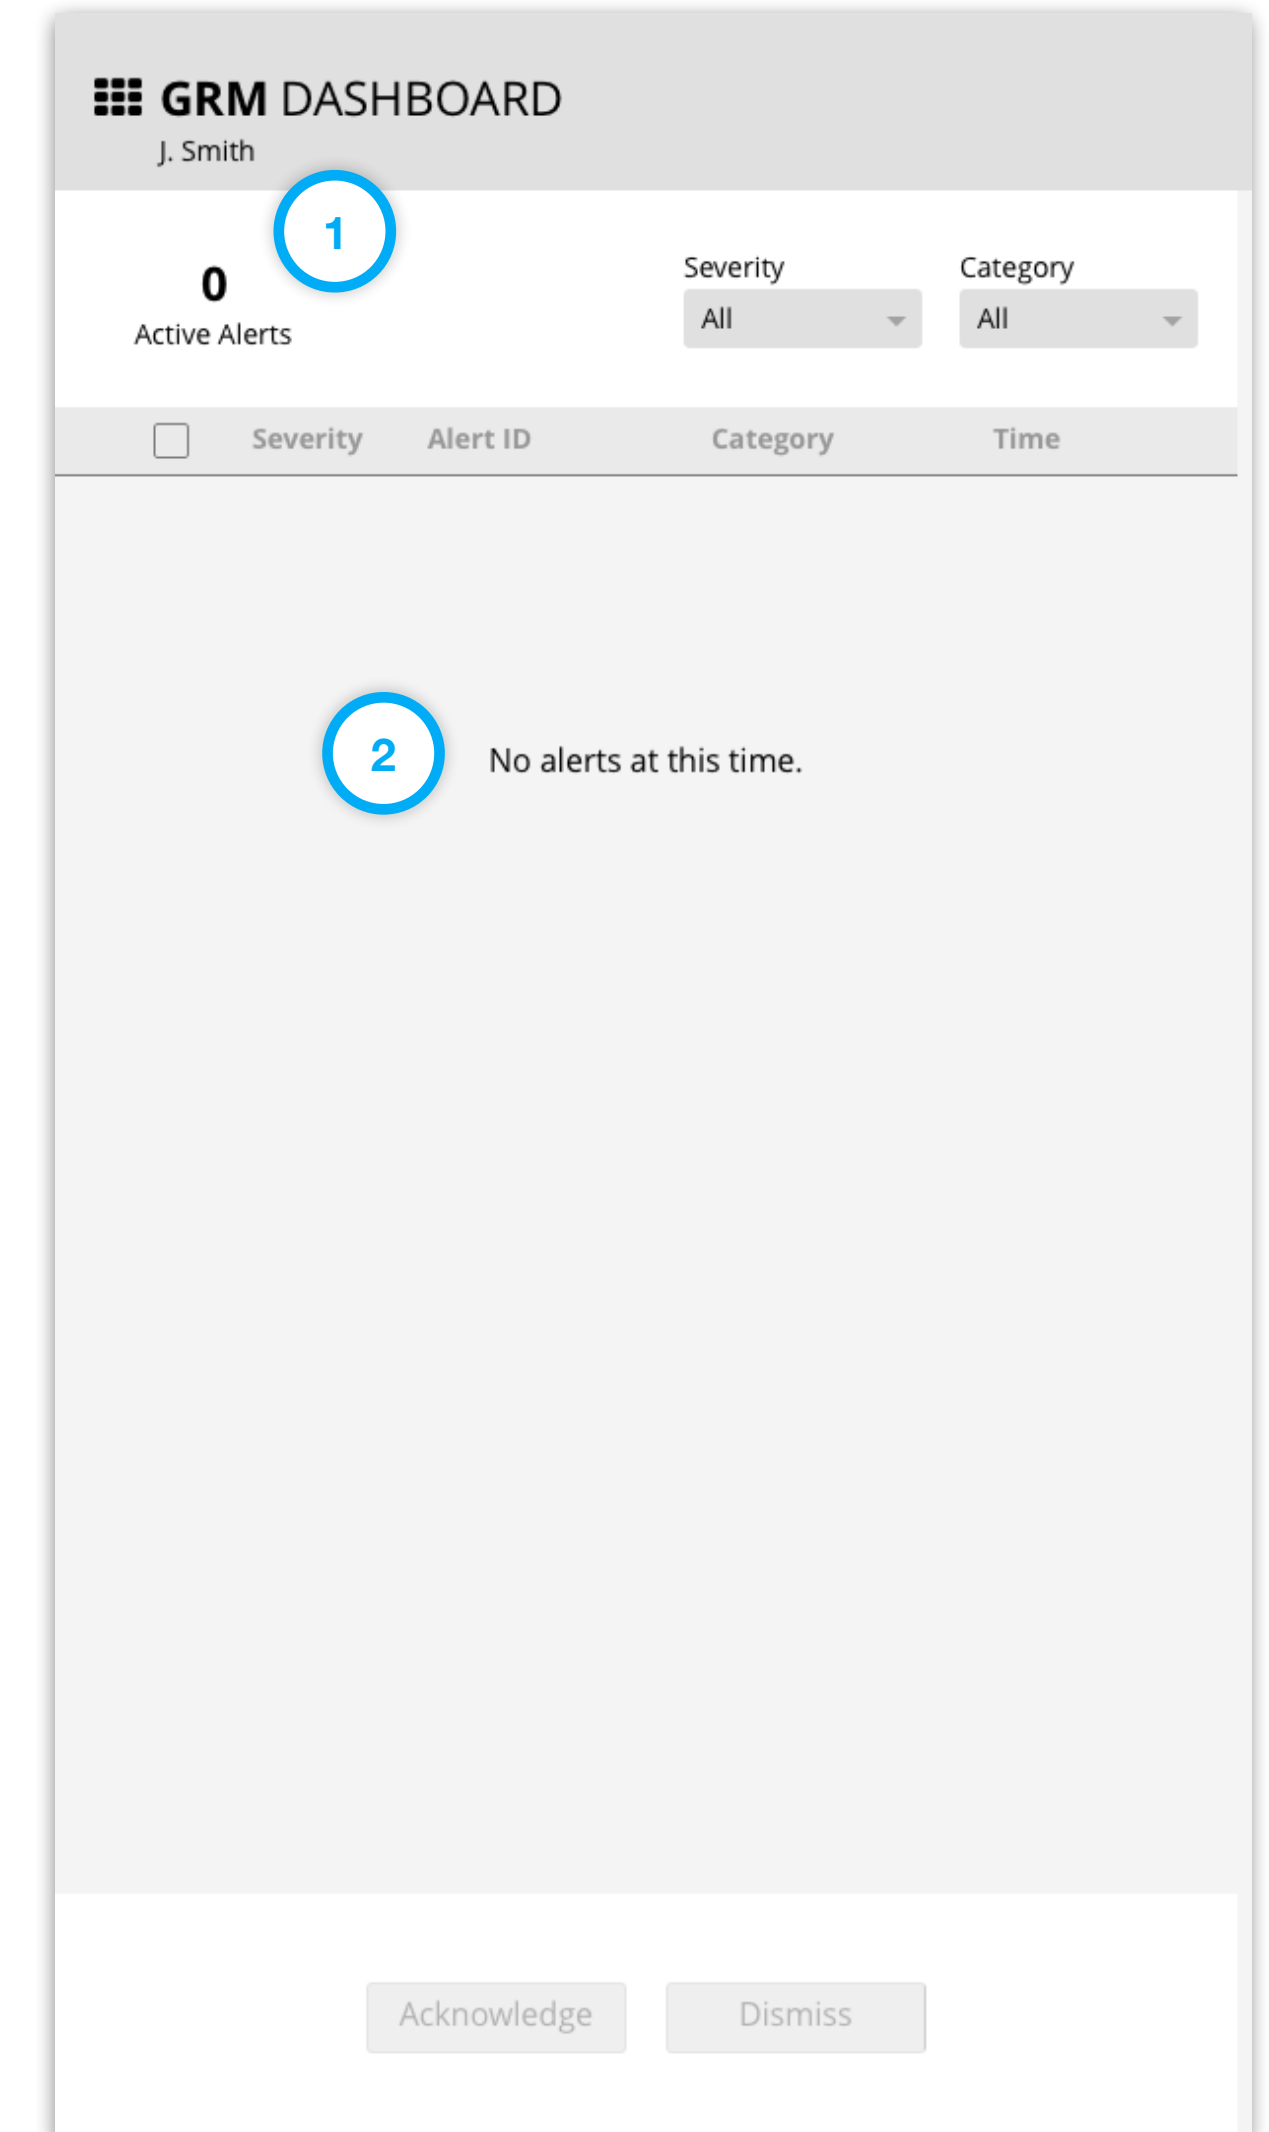 GRM DASHBOARD
J. Smith
1
0
Active Alerts
Severity
Category
All
All
Severity Alert ID Category Time
2
No alerts at this time.
Acknowledge Dismiss